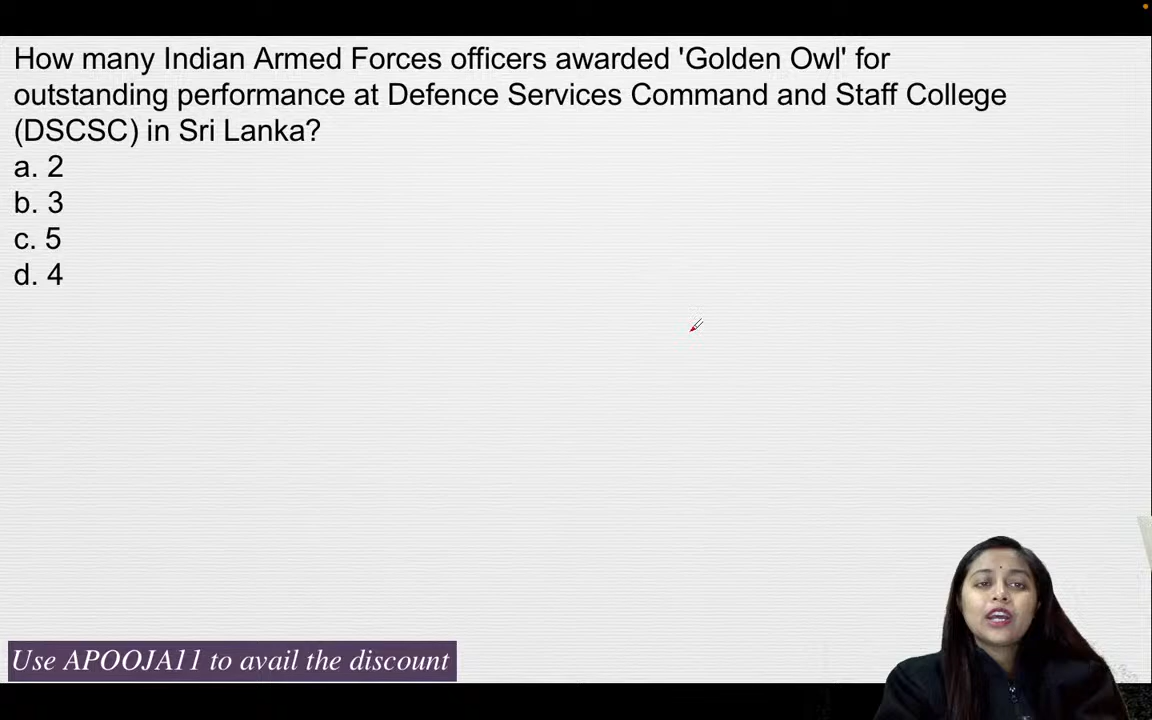 How many Indian Armed Forces officers awarded 'Golden Owl' for
outstanding performance at Defence Services Command and Staff College
(DSCSC) in Sri Lanka?
a. 2
b. 3
c. 5
d. 4
Use APOOJA11 to avail the discount